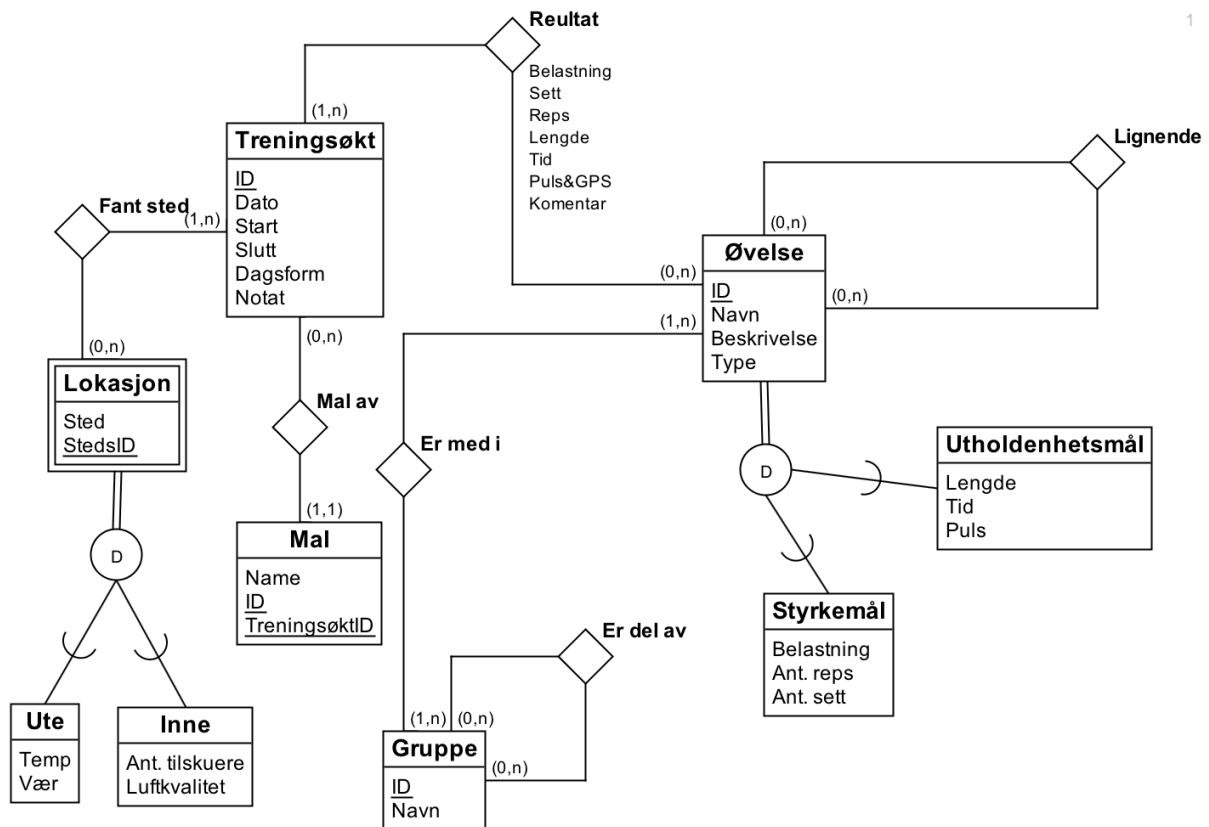 1
Reultat
Belastning
Sett
Reps
Lengde
Tid
Puls&GPS
Komentar
(1,n)
Treningsøkt
ID
Dato
Start
Slutt
Dagsform
Notat
Lignende
Fant sted
(1,n)
(0,n)
Øvelse
ID
Navn
Beskrivelse
Type
(0,n)
(0,n)
(1,n)
(0,n)
(0,n)
Lokasjon
Sted
StedsID
Mal av
Er med i
D
Utholdenhetsmål
Lengde
Tid
Puls
(1,1)
Mal
Name
ID
TreningsøktID
D
Styrkemål
Belastning
Ant. reps
Ant. sett
Er del av
Ute
Temp
Vær
Inne
Ant. tilskuere
Luftkvalitet
(1,n)
(0,n)
Gruppe
ID
Navn
(0,n)